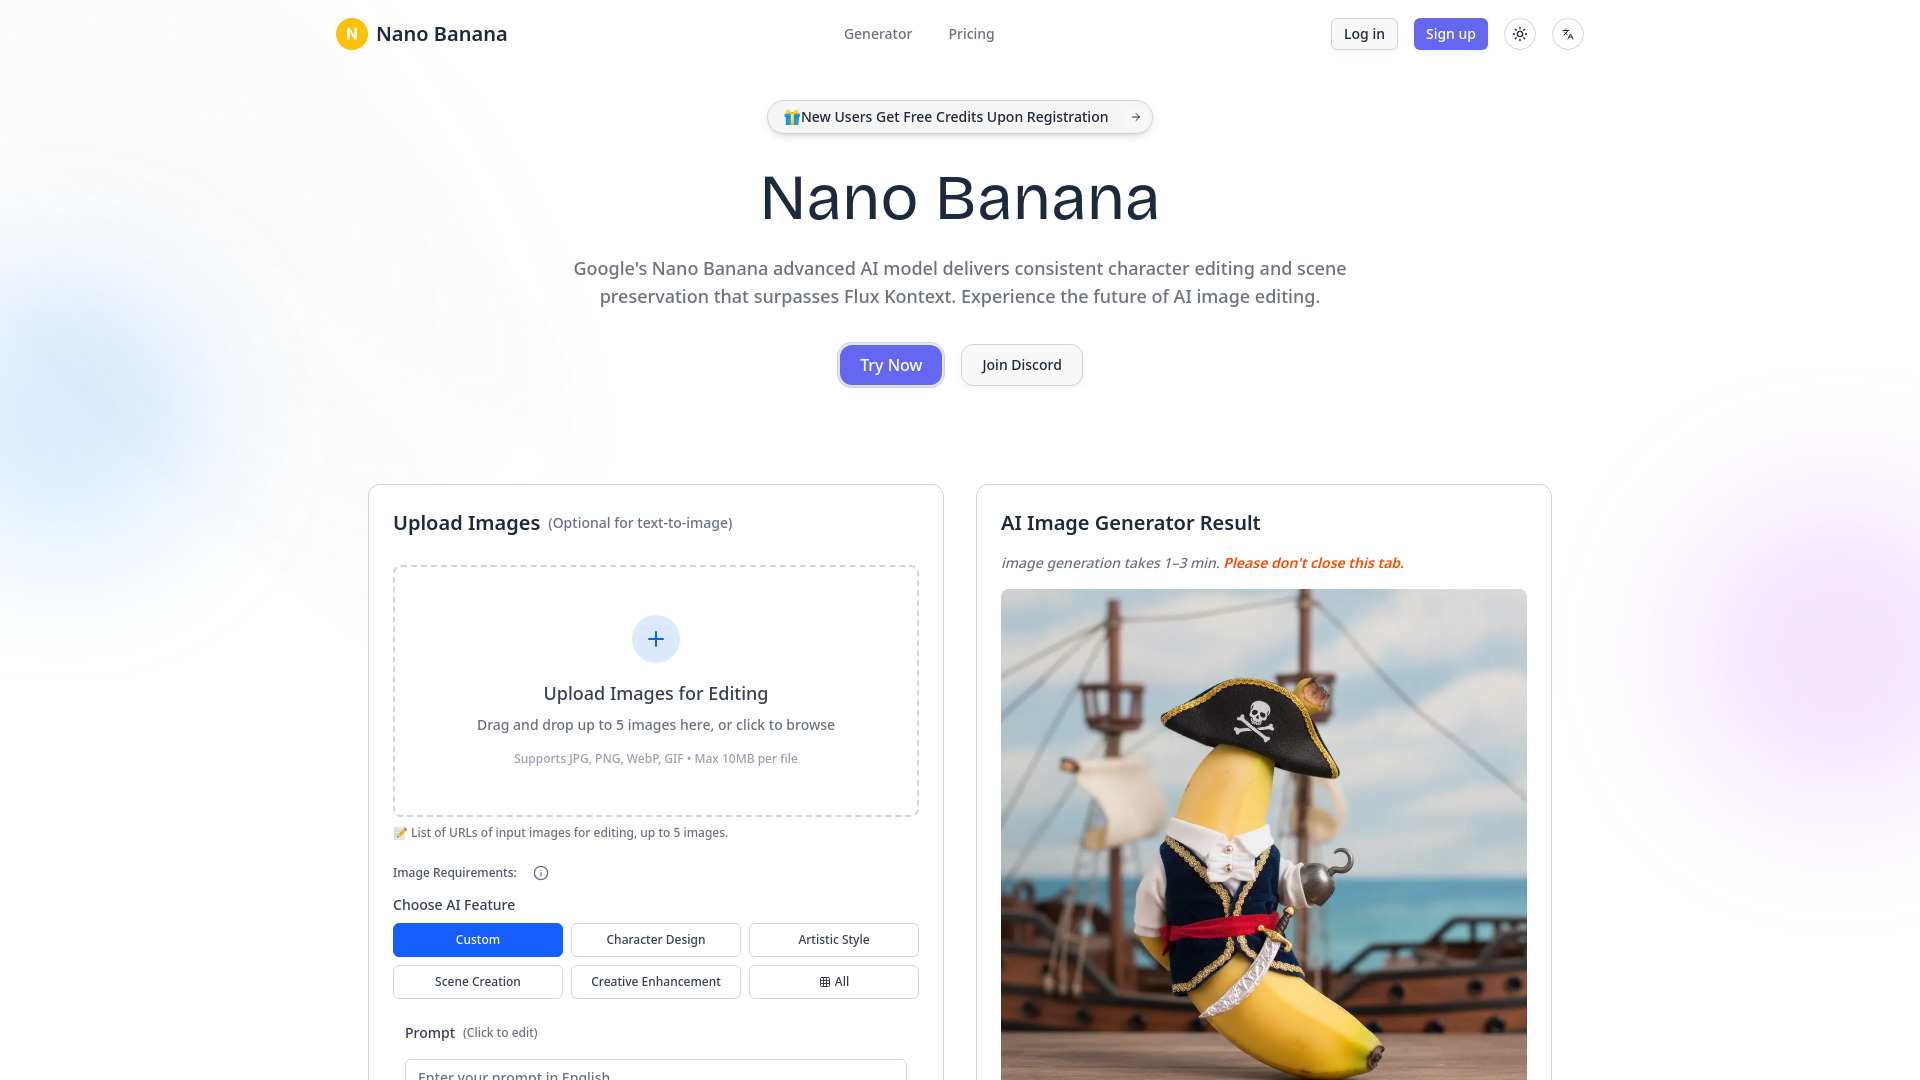 N Nano Banana
Generator
Pricing
Log in
Sign up
🎁New Users Get Free Credits Upon Registration
Nano Banana
Google's Nano Banana advanced AI model delivers consistent character editing and scene
preservation that surpasses Flux Kontext. Experience the future of AI image editing.
Try Now
Join Discord
Upload Images (Optional for text-to-image)
Upload Images for Editing
Drag and drop up to 5 images here, or click to browse
Supports JPG, PNG, WebP, GIF • Max 10MB per file
📝 List of URLs of input images for editing, up to 5 images.
Image Requirements:
Choose AI Feature
Custom
Character Design
Artistic Style
Scene Creation
Creative Enhancement
All
Prompt (Click to edit)
Enter your prompt in English
AI Image Generator Result
image generation takes 1–3 min. Please don't close this tab.